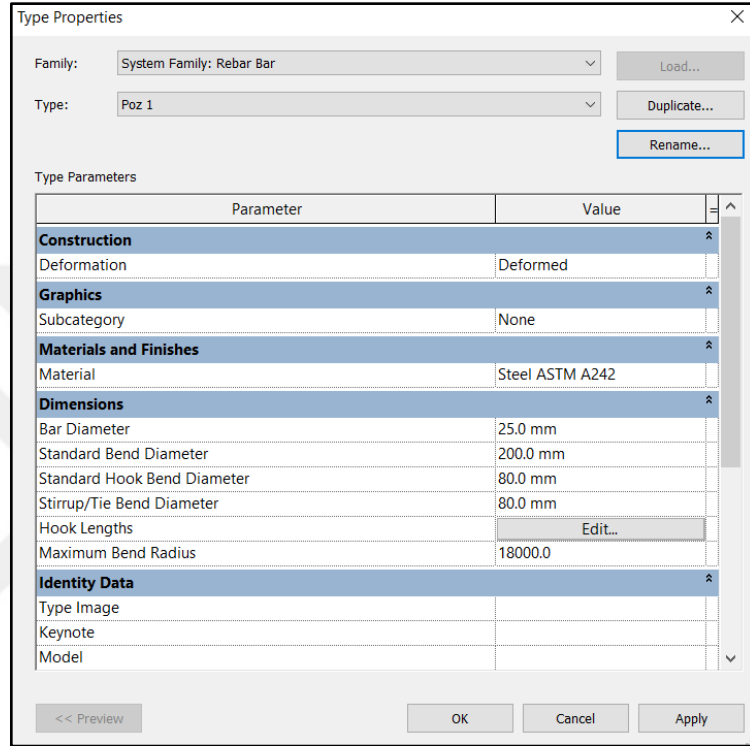 Type Properties
Family: System Family: Rebar Bar Load...
Type: Poz 1 Duplicate...
Rename...
Type Parameters
Parameter Value =
Construction
Deformation Deformed
Graphics
Subcategory None
Materials and Finishes
Material Steel ASTM A242
Dimensions
Bar Diameter 25.0 mm
Standard Bend Diameter 200.0 mm
Standard Hook Bend Diameter 80.0 mm
Stirrup/Tie Bend Diameter 80.0 mm
Hook Lengths Edit...
Maximum Bend Radius 18000.0
Identity Data
Type Image
Keynote
Model
<< Preview OK Cancel Apply